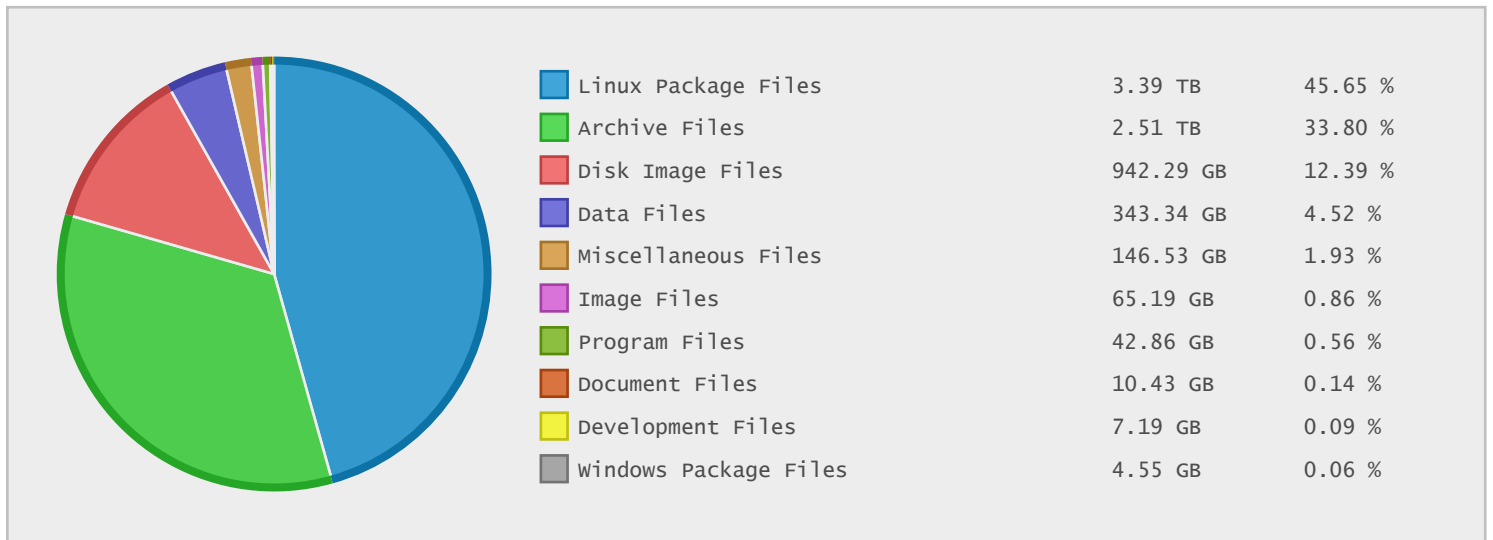 Linux Package Files 3.39 TB 45.65 %
Archive Files 2.51 TB 33.80 %
Disk Image Files 942.29 GB 12.39 %
Data Files 343.34 GB 4.52 %
Miscellaneous Files 146.53 GB 1.93 %
Image Files 65.19 GB 0.86 %
Program Files 42.86 GB 0.56 %
Document Files 10.43 GB 0.14 %
Development Files 7.19 GB 0.09 %
Windows Package Files 4.55 GB 0.06 %